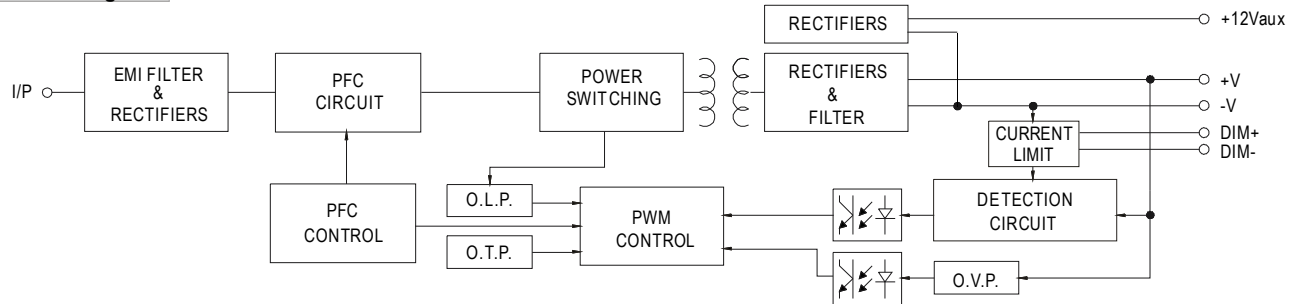 RECTIFIERS
+12Vaux
I/P
EMI FILTER
&
RECTIFIERS
PFC
CIRCUIT
POWER
SWITCHING
RECTIFIERS
&
FILTER
+V
-V
CURRENT
LIMIT
DIM+
DIM-
PFC
CONTROL
O.L.P.
O.T.P.
PWM
CONTROL
DETECTION
CIRCUIT
O.V.P.